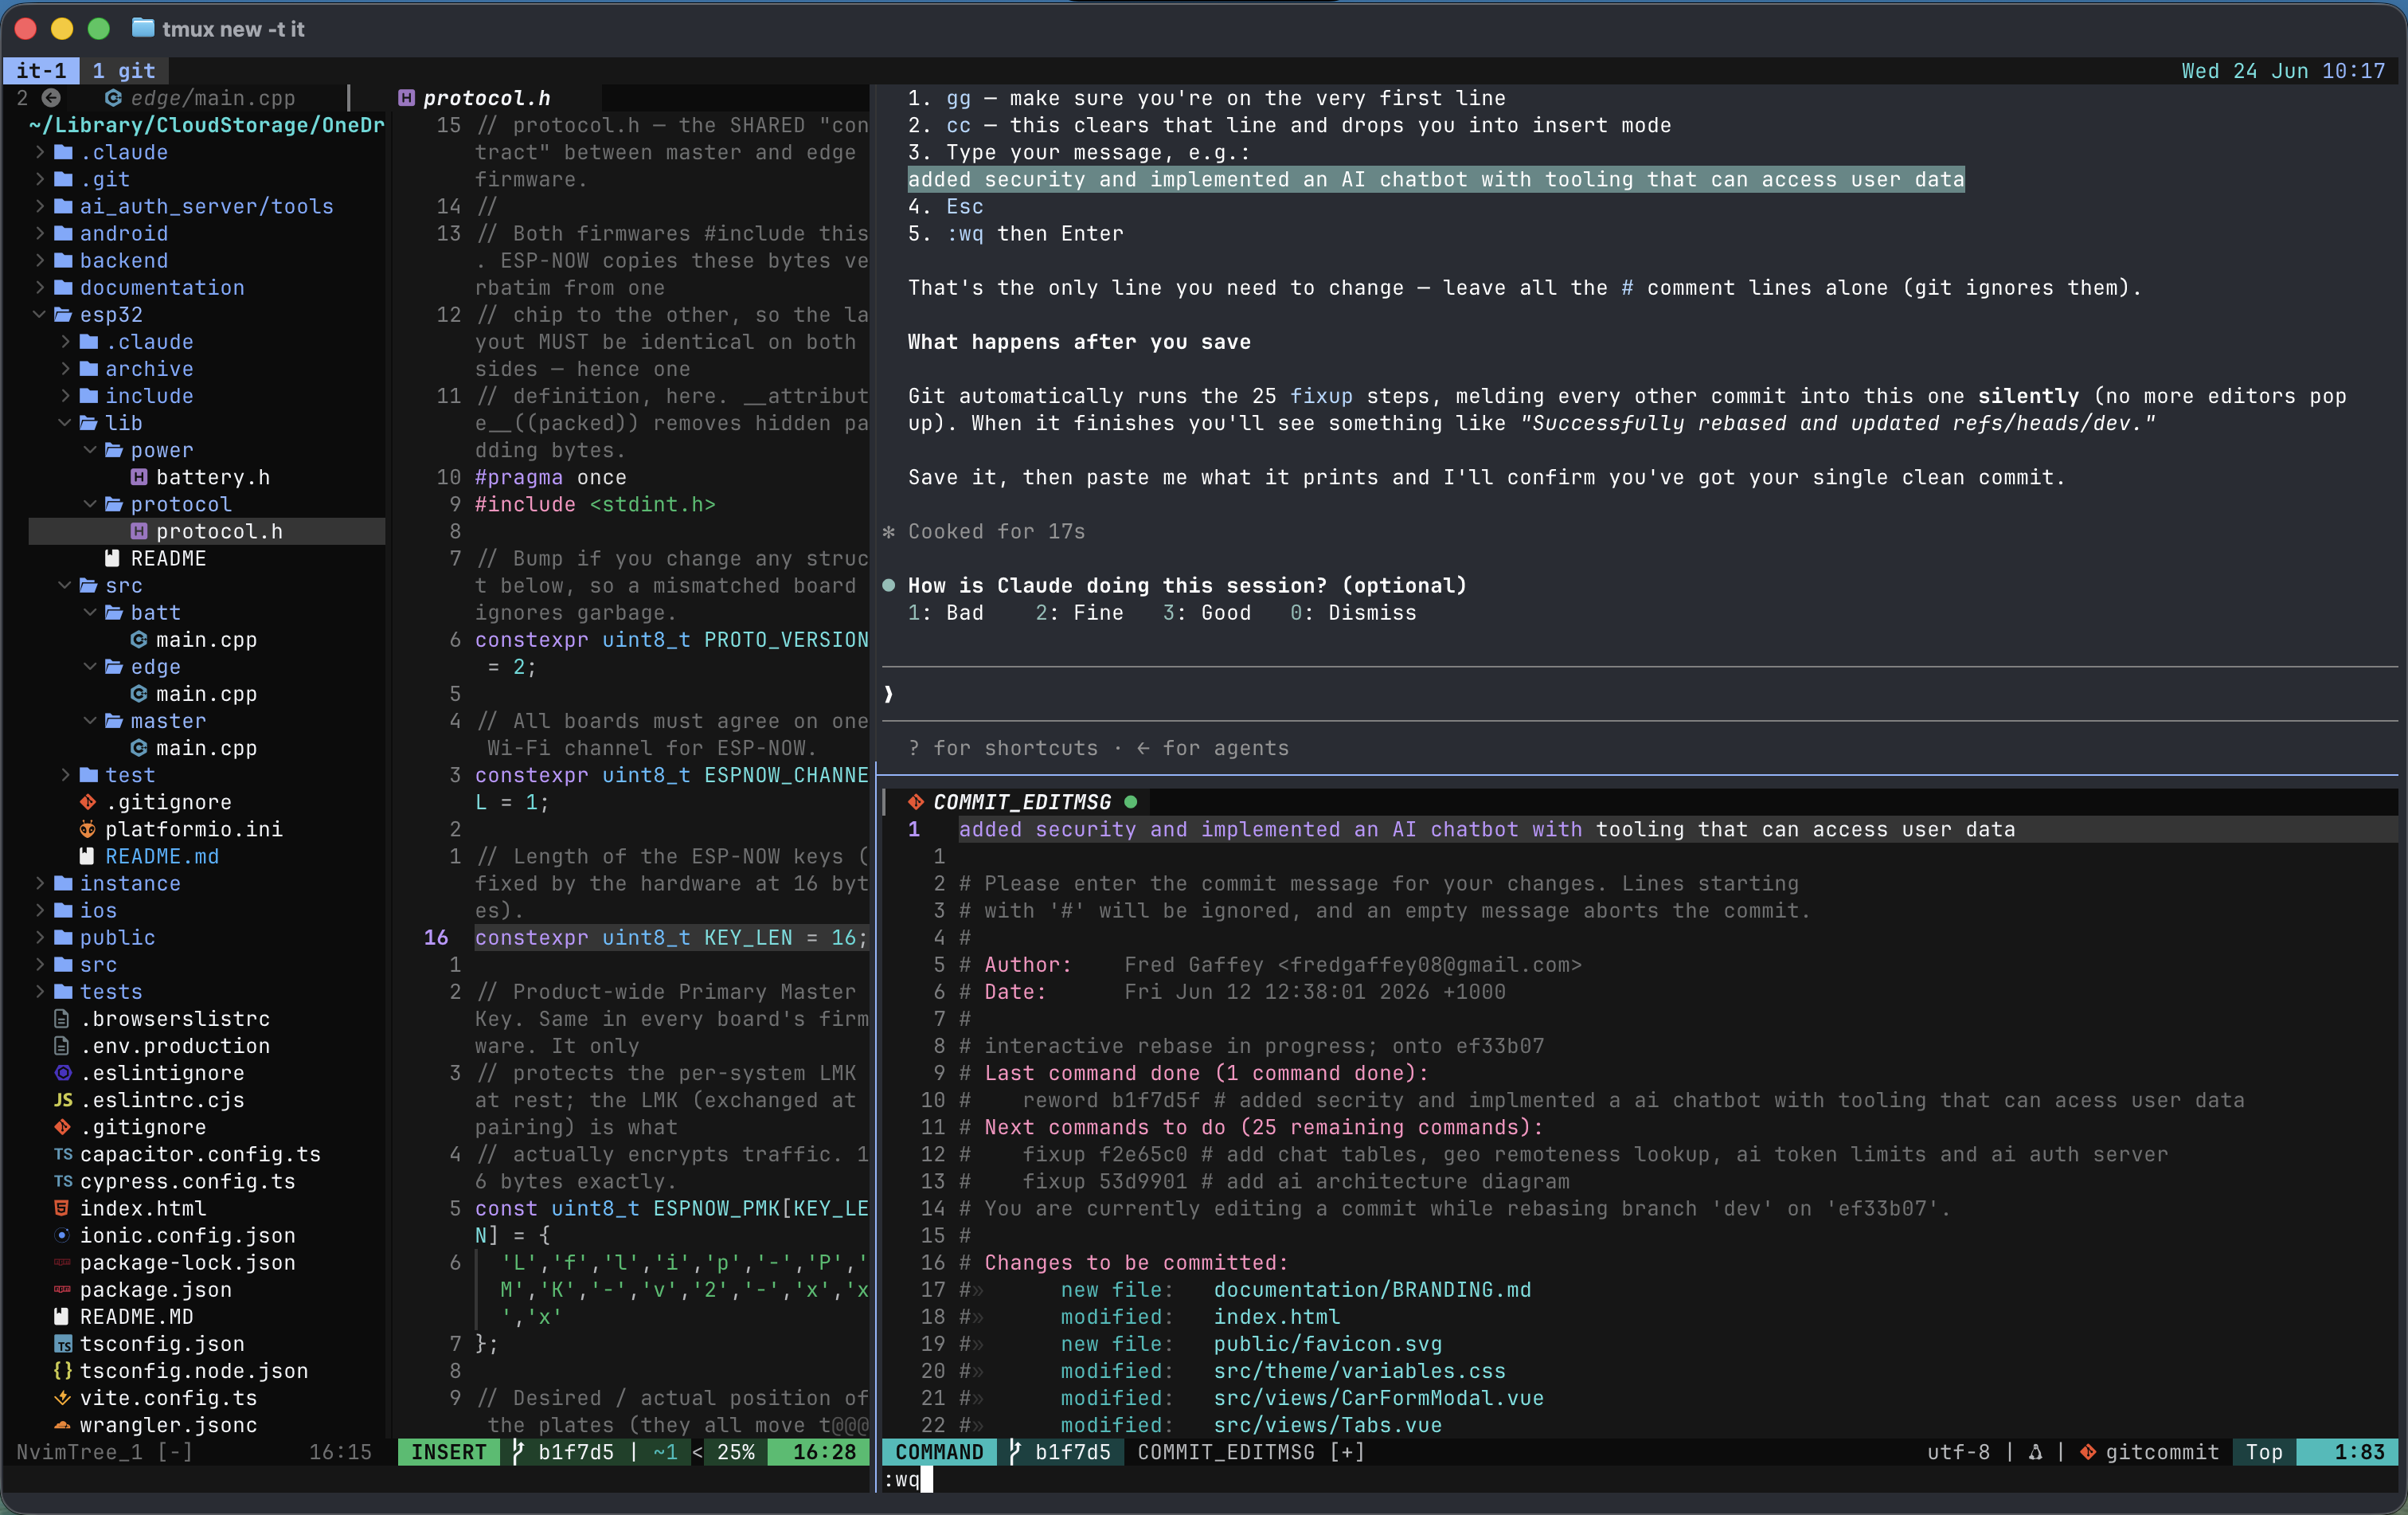 tmux new -t it
it-1 1 git
Wed 24 Jun 10:17
2 edge/main.cpp
protocol.h
~/Library/CloudStorage/OneDr
.claude
.git
ai_auth_server/tools
android
backend
documentation
esp32
.claude
archive
include
lib
power
battery.h
protocol
protocol.h
README
src
batt
main.cpp
edge
main.cpp
master
main.cpp
test
.gitignore
platformio.ini
README.md
instance
ios
public
src
tests
.browserslistrc
.env.production
.eslintignore
.eslintrc.cjs
.gitignore
capacitor.config.ts
cypress.config.ts
index.html
ionic.config.json
package-lock.json
package.json
README.MD
tsconfig.json
tsconfig.node.json
vite.config.ts
wrangler.jsonc
NvimTree_1 [-] 16:15
15 // protocol.h — the SHARED "con
tract" between master and edge
firmware.
14 //
13 // Both firmwares #include this
. ESP-NOW copies these bytes ve
rbatim from one
12 // chip to the other, so the la
yout MUST be identical on both
sides — hence one
11 // definition, here. __attribut
e__((packed)) removes hidden pa
dding bytes.
10 #pragma once
9 #include <stdint.h>
8
7 // Bump if you change any struc
t below, so a mismatched board
ignores garbage.
6 constexpr uint8_t PROTO_VERSION
= 2;
5
4 // All boards must agree on one
Wi-Fi channel for ESP-NOW.
3 constexpr uint8_t ESPNOW_CHANNE
L = 1;
2
1 // Length of the ESP-NOW keys (
fixed by the hardware at 16 byt
es).
16 constexpr uint8_t KEY_LEN = 16;
1
2 // Product-wide Primary Master
Key. Same in every board's firm
ware. It only
3 // protects the per-system LMK
at rest; the LMK (exchanged at
pairing) is what
4 // actually encrypts traffic. 1
6 bytes exactly.
5 const uint8_t ESPNOW_PMK[KEY_LE
N] = {
6 'L','f','l','i','p','-','P','
M','K','-','v','2','-','x','x
','x'
7 };
8
9 // Desired / actual position of
the plates (they all move t@@@
INSERT b1f7d5 | ~1 < 25% 16:28
1. gg — make sure you're on the very first line
2. cc — this clears that line and drops you into insert mode
3. Type your message, e.g.:
added security and implemented an AI chatbot with tooling that can access user data
4. Esc
5. :wq then Enter
That's the only line you need to change — leave all the # comment lines alone (git ignores them).
What happens after you save
Git automatically runs the 25 fixup steps, melding every other commit into this one silently (no more editors pop
up). When it finishes you'll see something like "Successfully rebased and updated refs/heads/dev."
Save it, then paste me what it prints and I'll confirm you've got your single clean commit.
✻ Cooked for 17s
● How is Claude doing this session? (optional)
1: Bad 2: Fine 3: Good 0: Dismiss
❯
? for shortcuts · ← for agents
COMMIT_EDITMSG ●
1 added security and implemented an AI chatbot with tooling that can access user data
1
2 # Please enter the commit message for your changes. Lines starting
3 # with '#' will be ignored, and an empty message aborts the commit.
4 #
5 # Author: Fred Gaffey <fredgaffey08@gmail.com>
6 # Date: Fri Jun 12 12:38:01 2026 +1000
7 #
8 # interactive rebase in progress; onto ef33b07
9 # Last command done (1 command done):
10 # reword b1f7d5f # added secrity and implmented a ai chatbot with tooling that can acess user data
11 # Next commands to do (25 remaining commands):
12 # fixup f2e65c0 # add chat tables, geo remoteness lookup, ai token limits and ai auth server
13 # fixup 53d9901 # add ai architecture diagram
14 # You are currently editing a commit while rebasing branch 'dev' on 'ef33b07'.
15 #
16 # Changes to be committed:
17 #» new file: documentation/BRANDING.md
18 #» modified: index.html
19 #» new file: public/favicon.svg
20 #» modified: src/theme/variables.css
21 #» modified: src/views/CarFormModal.vue
22 #» modified: src/views/Tabs.vue
COMMAND b1f7d5 COMMIT_EDITMSG [+] utf-8 | | gitcommit Top 1:83
:wq